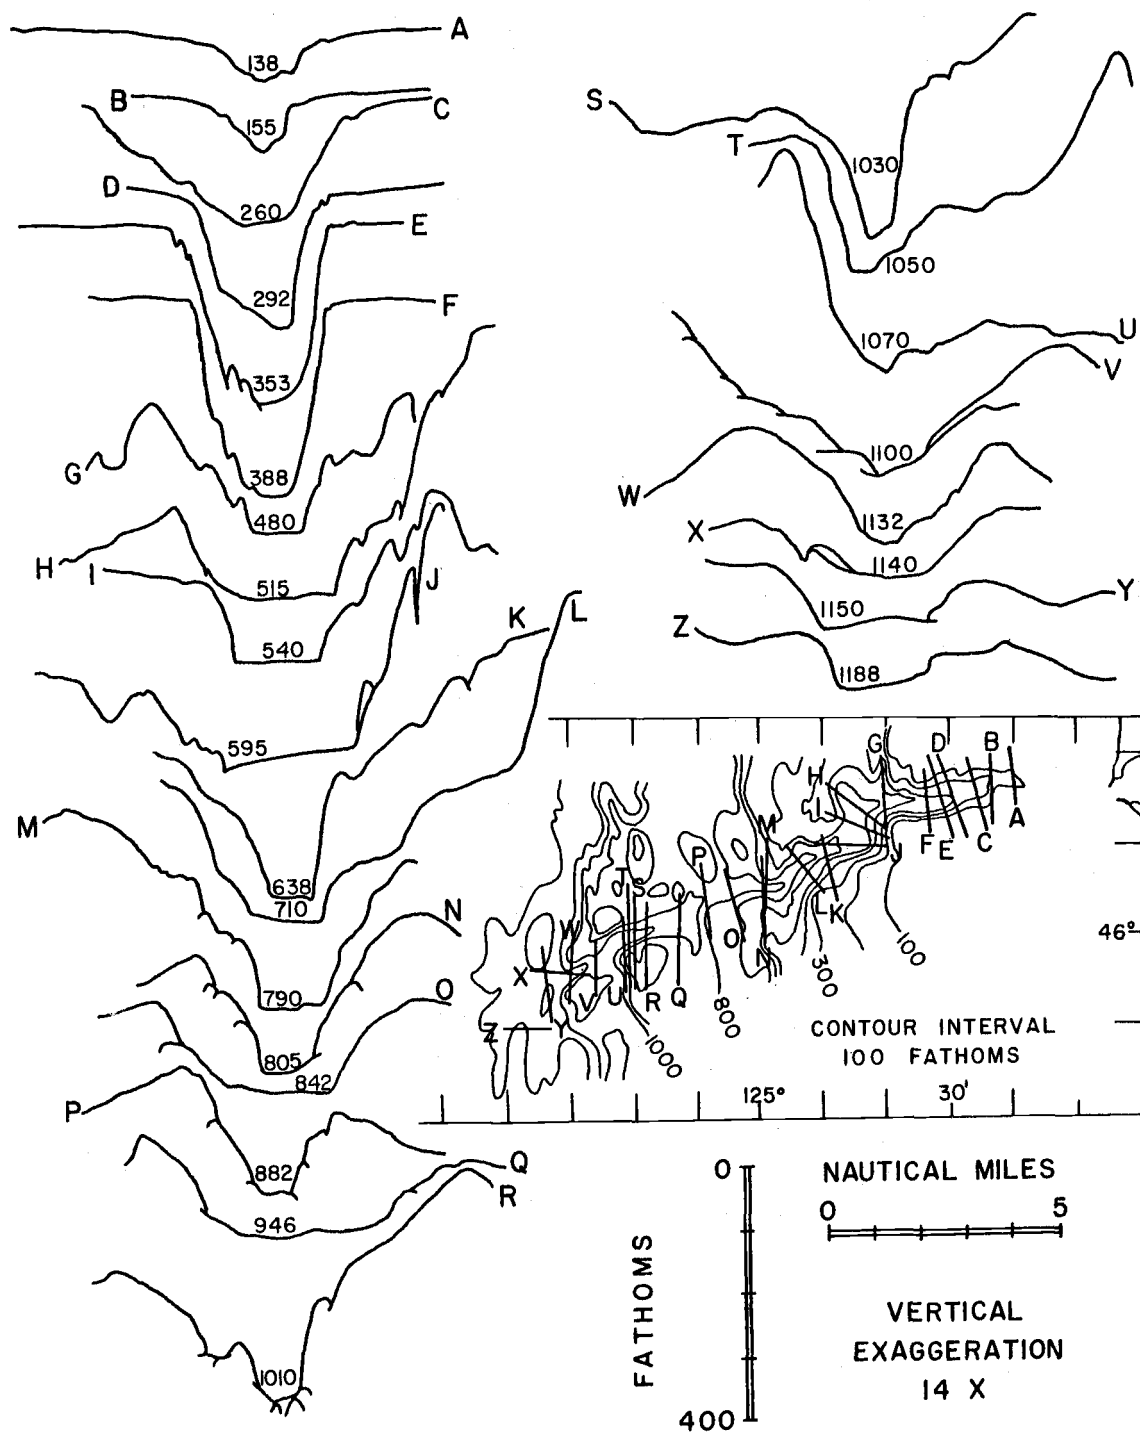 A
138
B
155
C
260
D
292
E
353
F
388
G
480
H
515
I
540
J
595
K
638
L
710
M
790
N
805
O
842
P
882
Q
946
R
1010
S
1030
T
1050
U
1070
V
1100
W
1132
X
1140
Y
1150
Z
1188
G D B
H
I
F E C A
J
M
L K
P
T S
O
46°
W
N
100
300
X
V U R Q
800
Z Y
1000
CONTOUR INTERVAL
100 FATHOMS
125° 30'
0
FATHOMS
400
NAUTICAL MILES
0 5
VERTICAL
EXAGGERATION
14 X